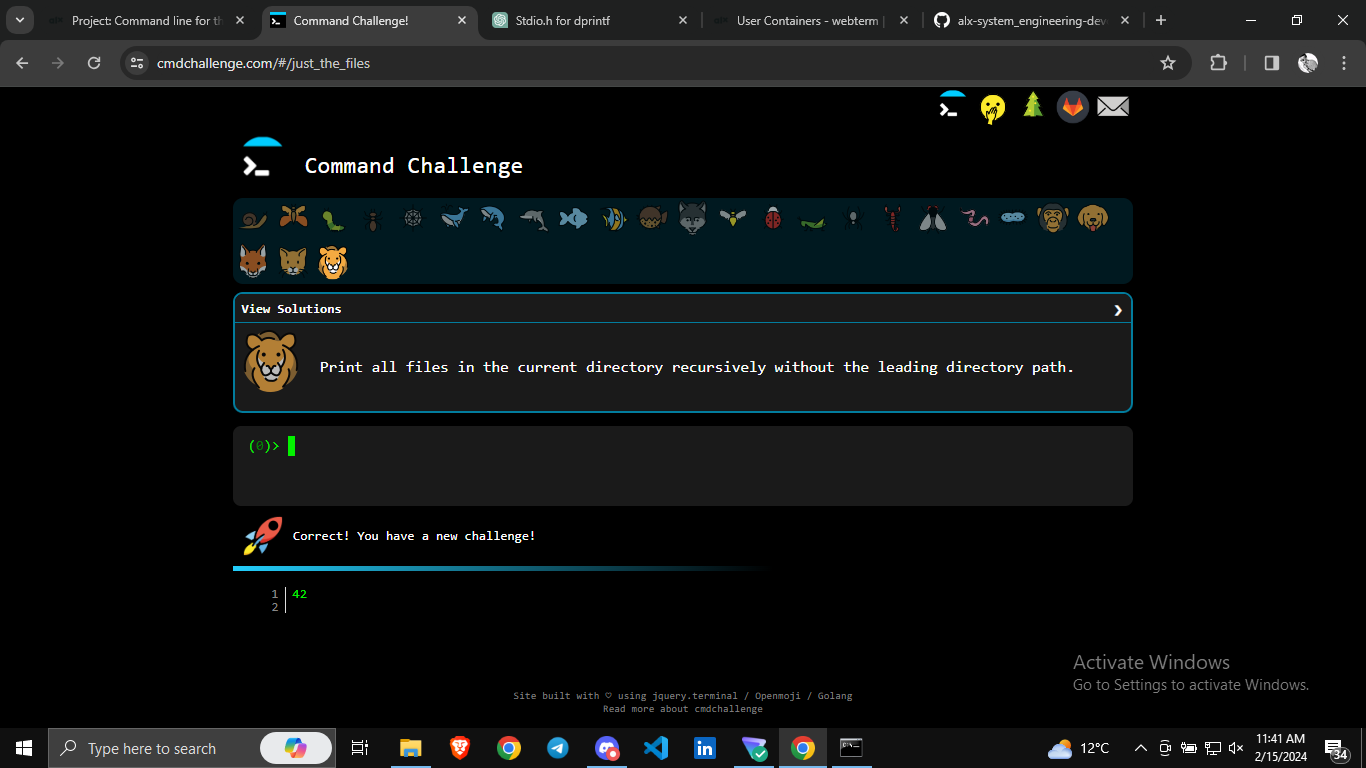 Project: Command line for th
Command Challenge!
Stdio.h for dprintf
User Containers - webterm |
alx-system_engineering-dev
cmdchallenge.com/#/just_the_files
Command Challenge
View Solutions
Print all files in the current directory recursively without the leading directory path.
(0)>
Correct! You have a new challenge!
1 42
2
Activate Windows
Go to Settings to activate Windows.
Site built with ♡ using jquery.terminal / Openmoji / Golang
Read more about cmdchallenge
Type here to search
12°C
11:41 AM
2/15/2024
34